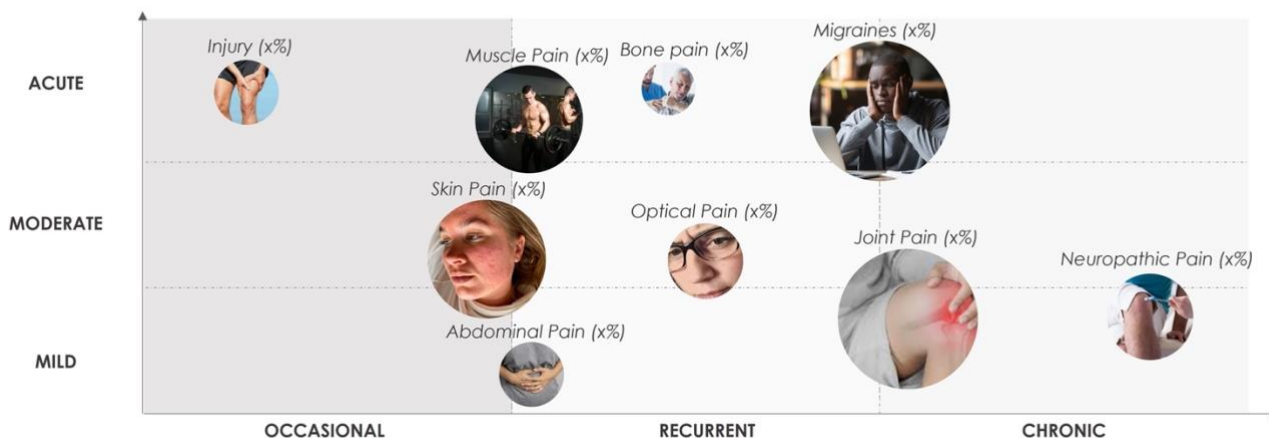 Injury (x%)
Muscle Pain (x%)
Bone pain (x%)
Migraines (x%)
ACUTE
Skin Pain (x%)
Optical Pain (x%)
MODERATE
Joint Pain (x%)
Neuropathic Pain (x%)
Abdominal Pain (x%)
MILD
OCCASIONAL
RECURRENT
CHRONIC